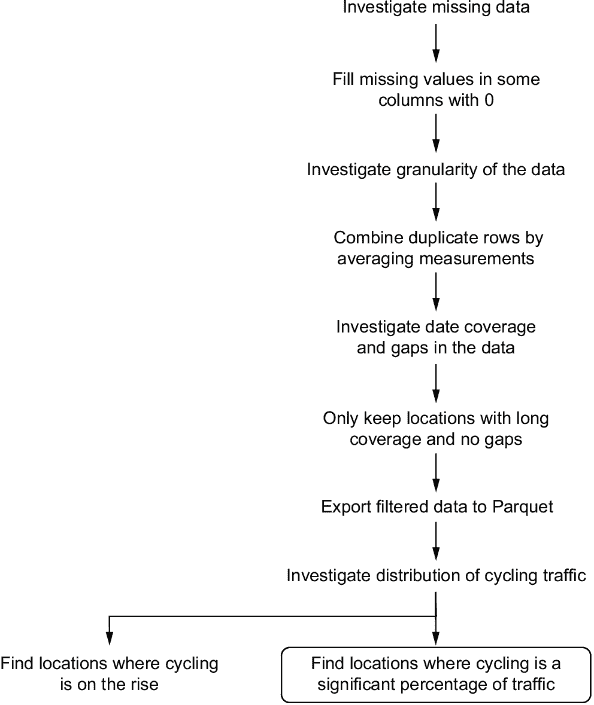 Investigate missing data
Fill missing values in some
columns with 0
Investigate granularity of the data
Combine duplicate rows by
averaging measurements
Investigate date coverage
and gaps in the data
Only keep locations with long
coverage and no gaps
Export filtered data to Parquet
Investigate distribution of cycling traffic
Find locations where cycling
is on the rise
Find locations where cycling is a
significant percentage of traffic